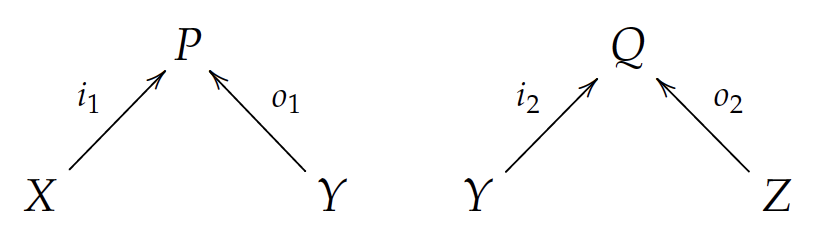 P Q
i₁ o₁ i₂ o₂
X Y Y Z